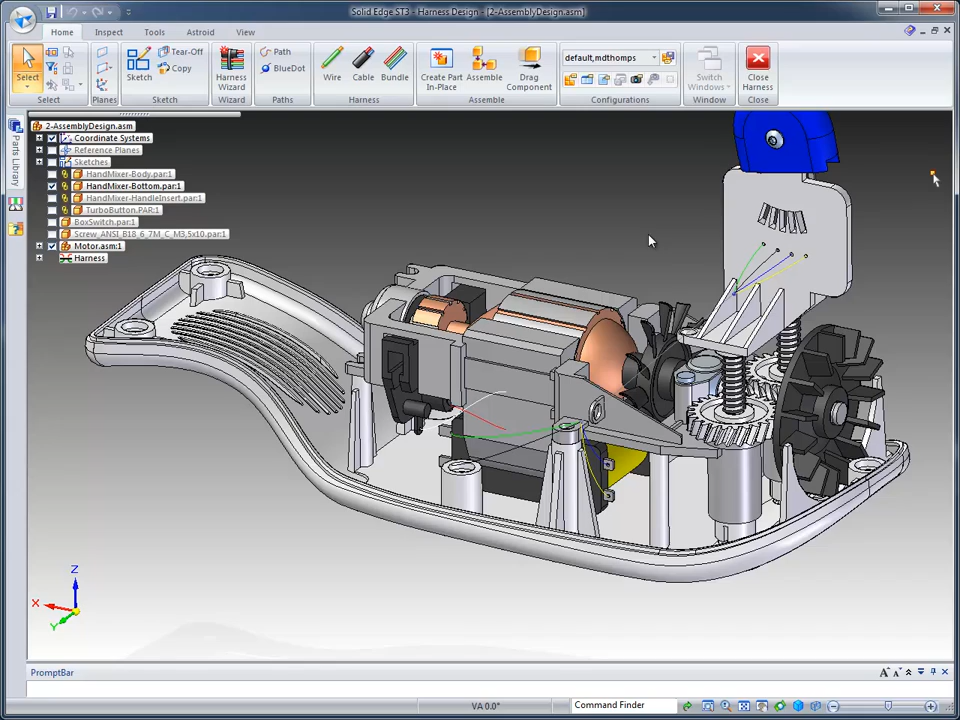 Solid Edge ST3 - Harness Design - [2-AssemblyDesign.asm]
Home Inspect Tools Astroid View
Select
Select
Planes
Sketch
Tear-Off
Copy
Sketch
Harness Wizard
Wizard
Path
BlueDot
Paths
Wire Cable Bundle
Harness
Create Part In-Place
Assemble
Drag Component
Assemble
default,mdthomps
Configurations
Switch Windows
Window
Close Harness
Close
Parts Library
2-AssemblyDesign.asm
Coordinate Systems
Reference Planes
Sketches
HandMixer-Body.par:1
HandMixer-Bottom.par:1
HandMixer-HandleInsert.par:1
TurboButton.PAR:1
BoxSwitch.par:1
Screw_ANSI_B18_6_7M_C_M3,5x10.par:1
Motor.asm:1
Harness
Z
X
Y
PromptBar
A A
VA 0.0°
Command Finder